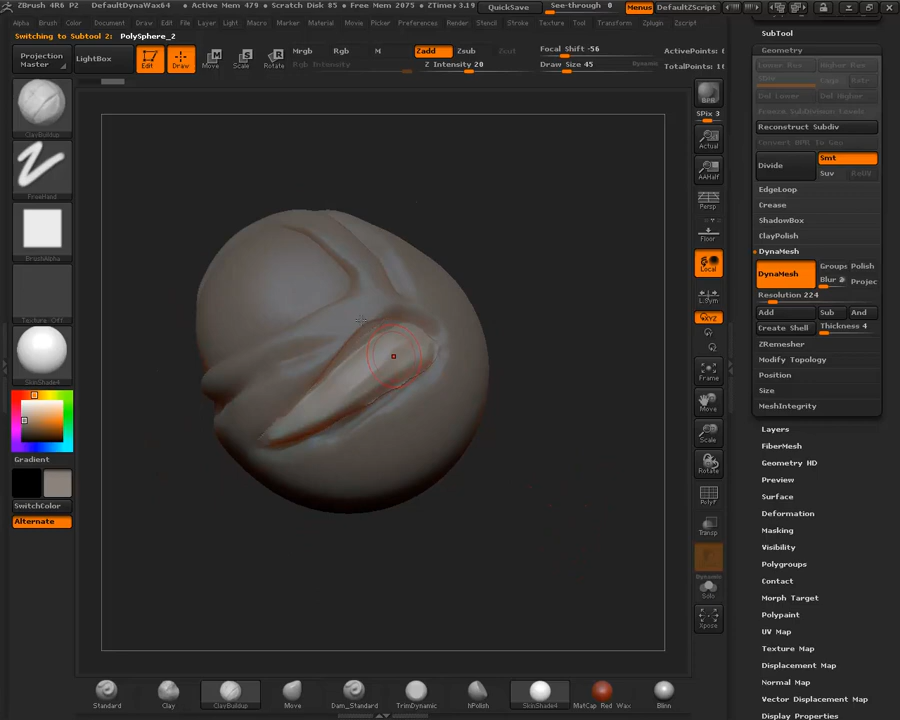 ZBrush 4R6 P2 DefaultDynaWax64 • Active Mem 479 • Scratch Disk 85 • Free Mem 2075 • ZTime▸3.19 QuickSave See-through 0 Menus DefaultZScript
Alpha Brush Color Document Draw Edit File Layer Light Macro Marker Material Movie Picker Preferences Render Stencil Stroke Texture Tool Transform Zplugin Zscript
Switching to Subtool 2: PolySphere_2
Projection Master
LightBox
Edit
Draw
Move
Scale
Rotate
Mrgb Rgb M
Rgb Intensity
Zadd Zsub Zcut
Z Intensity 20
Focal Shift -56
Draw Size 45 Dynamic
ActivePoints:
TotalPoints:
ClayBuildup
FreeHand
BrushAlpha
Texture Off
SkinShade4
Gradient
SwitchColor
Alternate
BPR
SPix 3
Actual
AAHalf
Persp
Floor
Local
L.Sym
XYZ
Frame
Move
Scale
Rotate
PolyF
Transp
Dynamic
Solo
Xpose
SubTool
Geometry
Lower Res Higher Res
SDiv Cage Rstr
Del Lower Del Higher
Freeze SubDivision Levels
Reconstruct Subdiv
Convert BPR To Geo
Divide
Smt
Suv ReUV
EdgeLoop
Crease
ShadowBox
ClayPolish
DynaMesh
DynaMesh
Groups Polish
Blur 2 Projec
Resolution 224
Add Sub And
Create Shell Thickness 4
ZRemesher
Modify Topology
Position
Size
MeshIntegrity
Layers
FiberMesh
Geometry HD
Preview
Surface
Deformation
Masking
Visibility
Polygroups
Contact
Morph Target
Polypaint
UV Map
Texture Map
Displacement Map
Normal Map
Vector Displacement Map
Display Properties
Standard
Clay
ClayBuildup
Move
Dam_Standard
TrimDynamic
hPolish
SkinShade4
MatCap Red Wax
Blinn